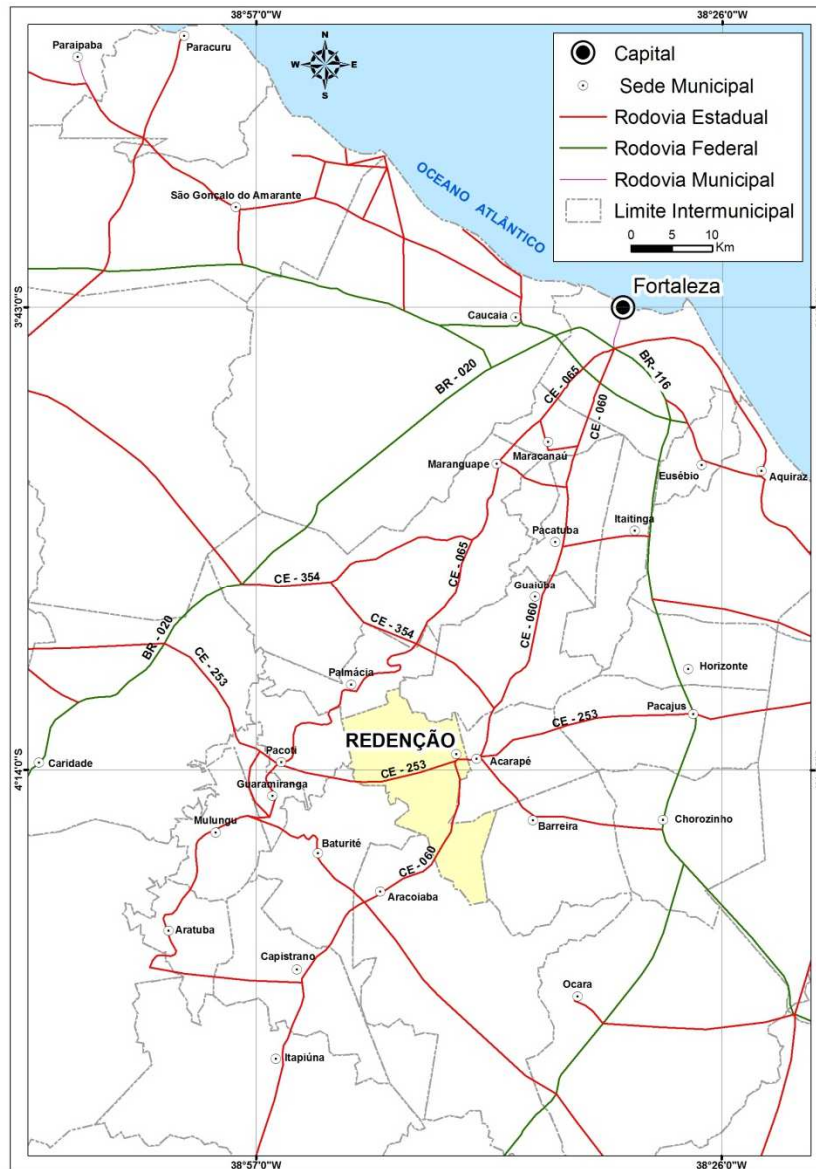 38°57'0"W
38°26'0"W
Paraipaba
Paracuru
N
W
E
S
Capital
Sede Municipal
Rodovia Estadual
Rodovia Federal
Rodovia Municipal
Limite Intermunicipal
0 5 10
Km
São Gonçalo do Amarante
OCEANO ATLÂNTICO
Fortaleza
3°43'0"S
Caucaia
BR - 020
CE - 065
CE - 060
BR- 116
Maracanaú
Maranguape
Eusébio
Aquiraz
Itaitinga
Pacatuba
CE - 065
CE - 354
Guaiúba
CE - 060
CE - 354
BR - 020
CE - 253
Palmácia
Horizonte
Pacajus
CE - 253
REDENÇÃO
Caridade
Pacoti
CE - 253
Acarapé
4°14'0"S
Guaramiranga
Mulungu
Barreira
Chorozinho
Baturité
CE - 060
Aracoiaba
Aratuba
Capistrano
Ocara
Itapiúna
38°57'0"W
38°26'0"W